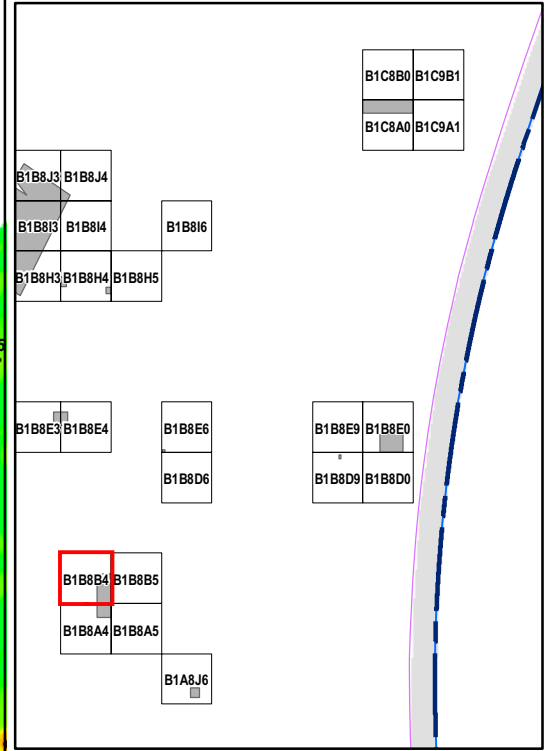 B1C8B0 B1C9B1
B1C8A0 B1C9A1
B1B8J3 B1B8J4
B1B8I3 B1B8I4 B1B8I6
B1B8H3 B1B8H4 B1B8H5
B1B8E3 B1B8E4 B1B8E6 B1B8E9 B1B8E0
B1B8D6 B1B8D9 B1B8D0
B1B8B4 B1B8B5
B1B8A4 B1B8A5
B1A8J6